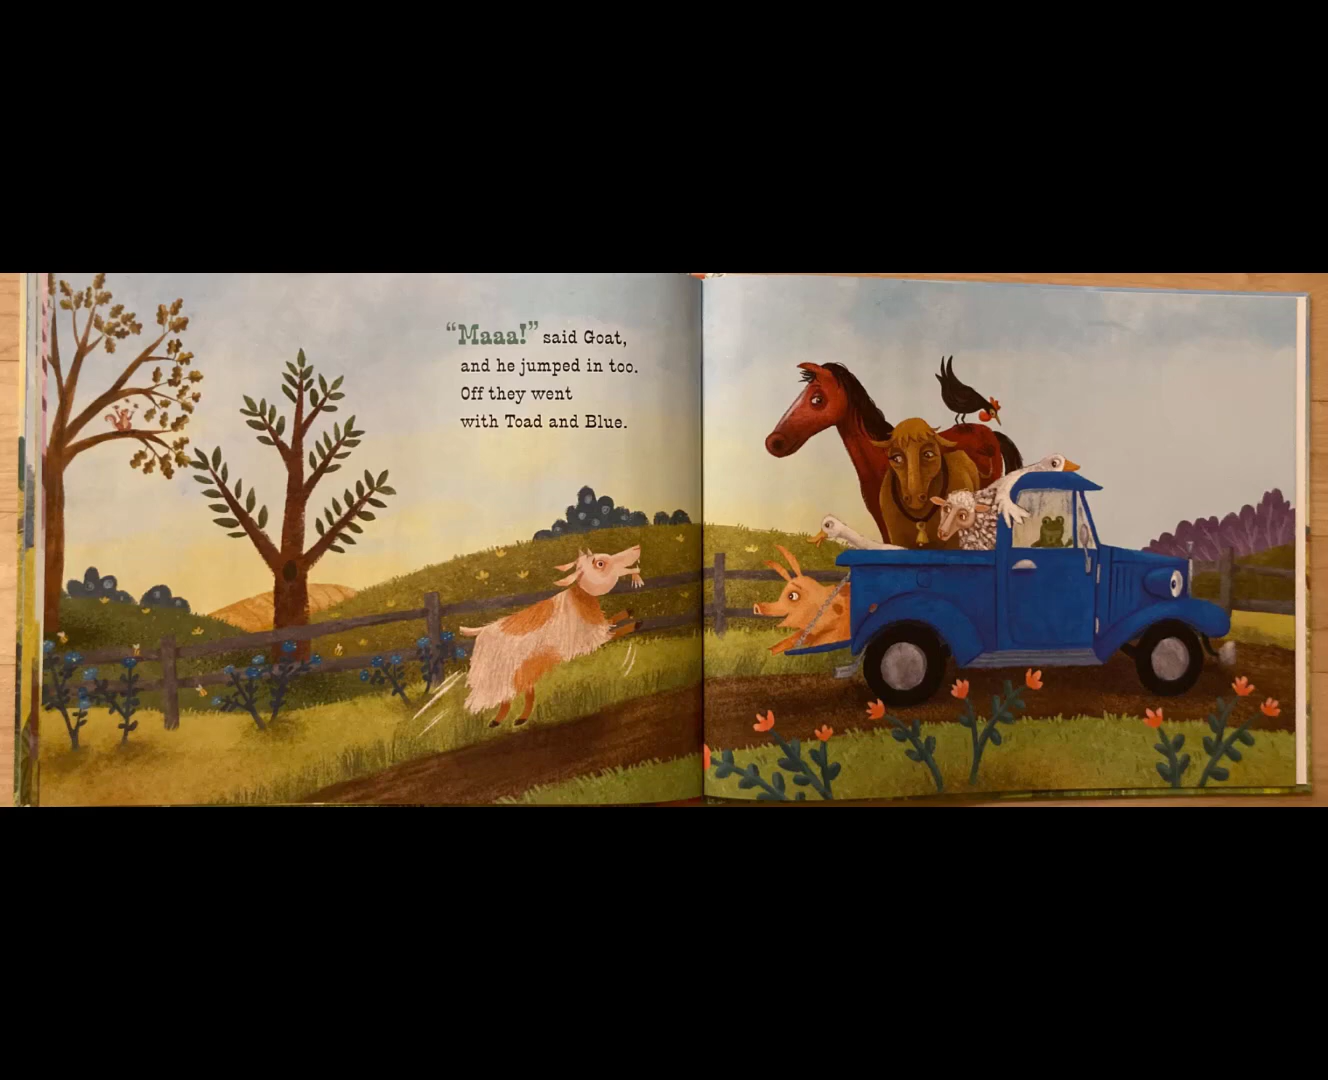 “Maaa!” said Goat,
and he jumped in too.
Off they went
with Toad and Blue.